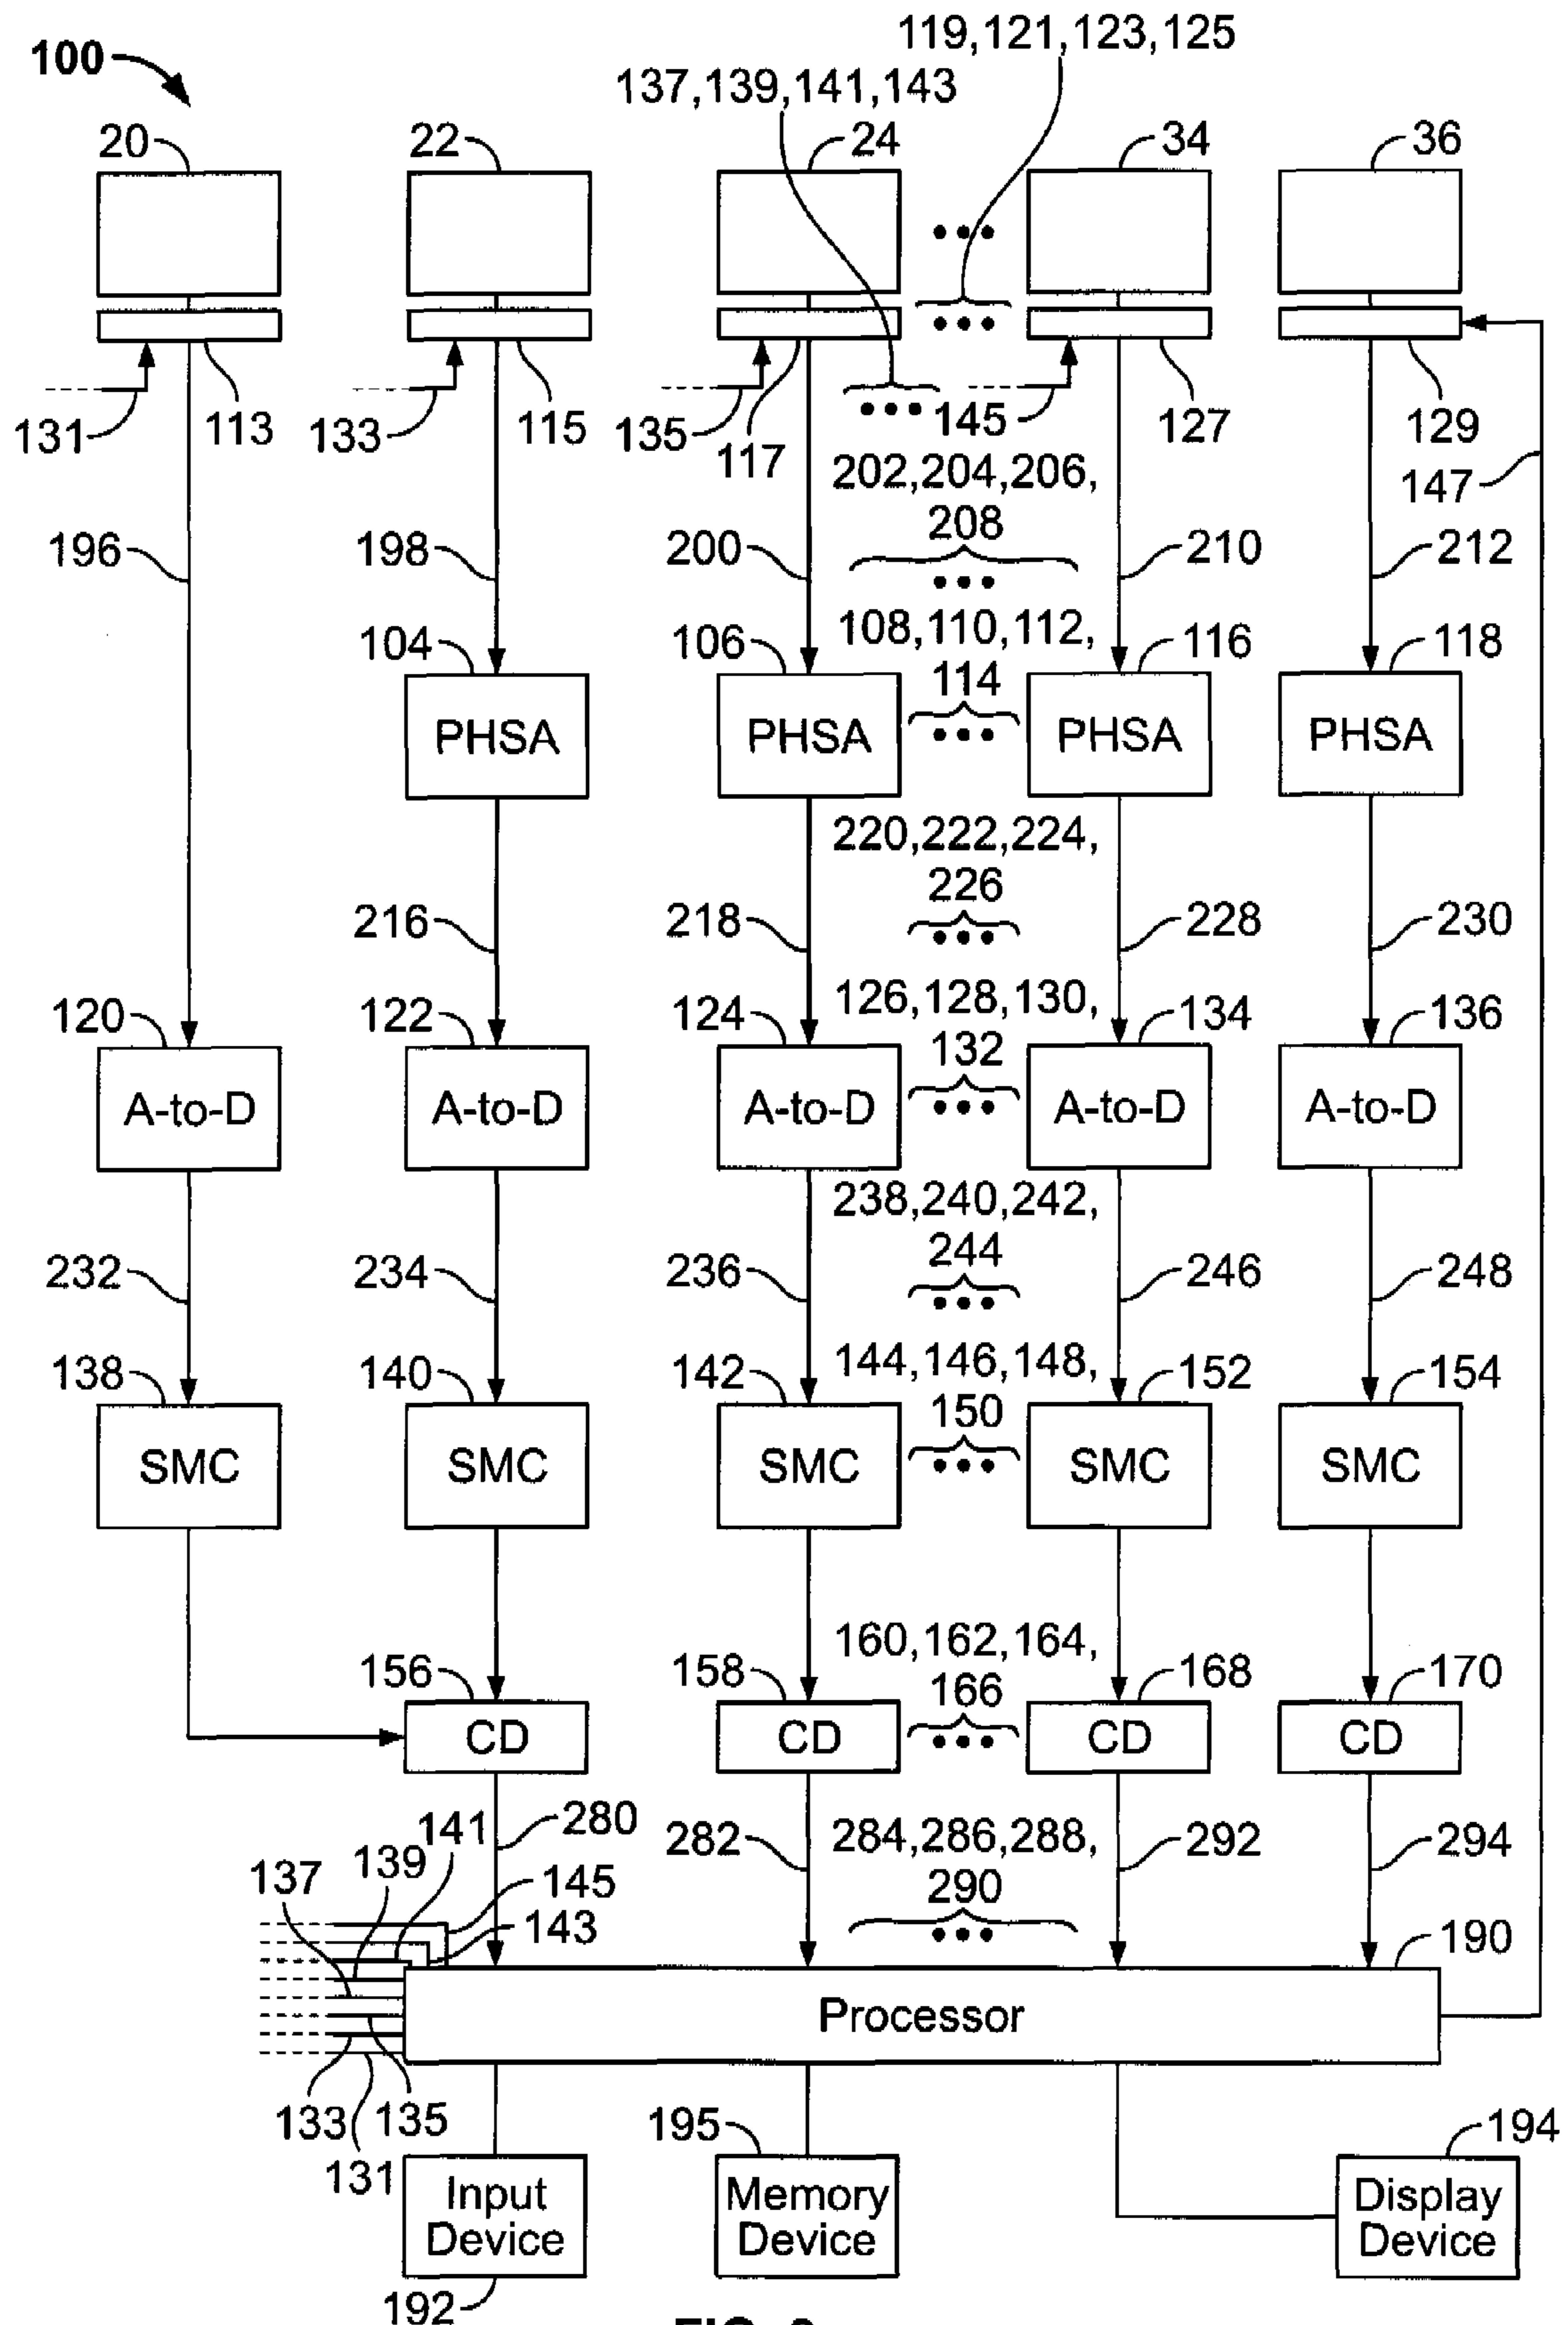 119,121,123,125
100
137,139,141,143
20 22 24 34 36
131 113 133 115 135 117 145 127 129
147
202,204,206,
208
196 198 200 210 212
108,110,112,
114
104 106 116 118
PHSA PHSA PHSA PHSA
220,222,224,
226
216 218 228 230
126,128,130,
132
120 122 124 134 136
A-to-D A-to-D A-to-D A-to-D A-to-D
238,240,242,
244
232 234 236 246 248
144,146,148,
150
138 140 142 152 154
SMC SMC SMC SMC SMC
160,162,164,
166
156 158 168 170
CD CD CD CD
284,286,288,
290
280 282 292 294
141
139
137
145
143
190
Processor
133 135
131
195 194
Input
Device
Memory
Device
Display
Device
192